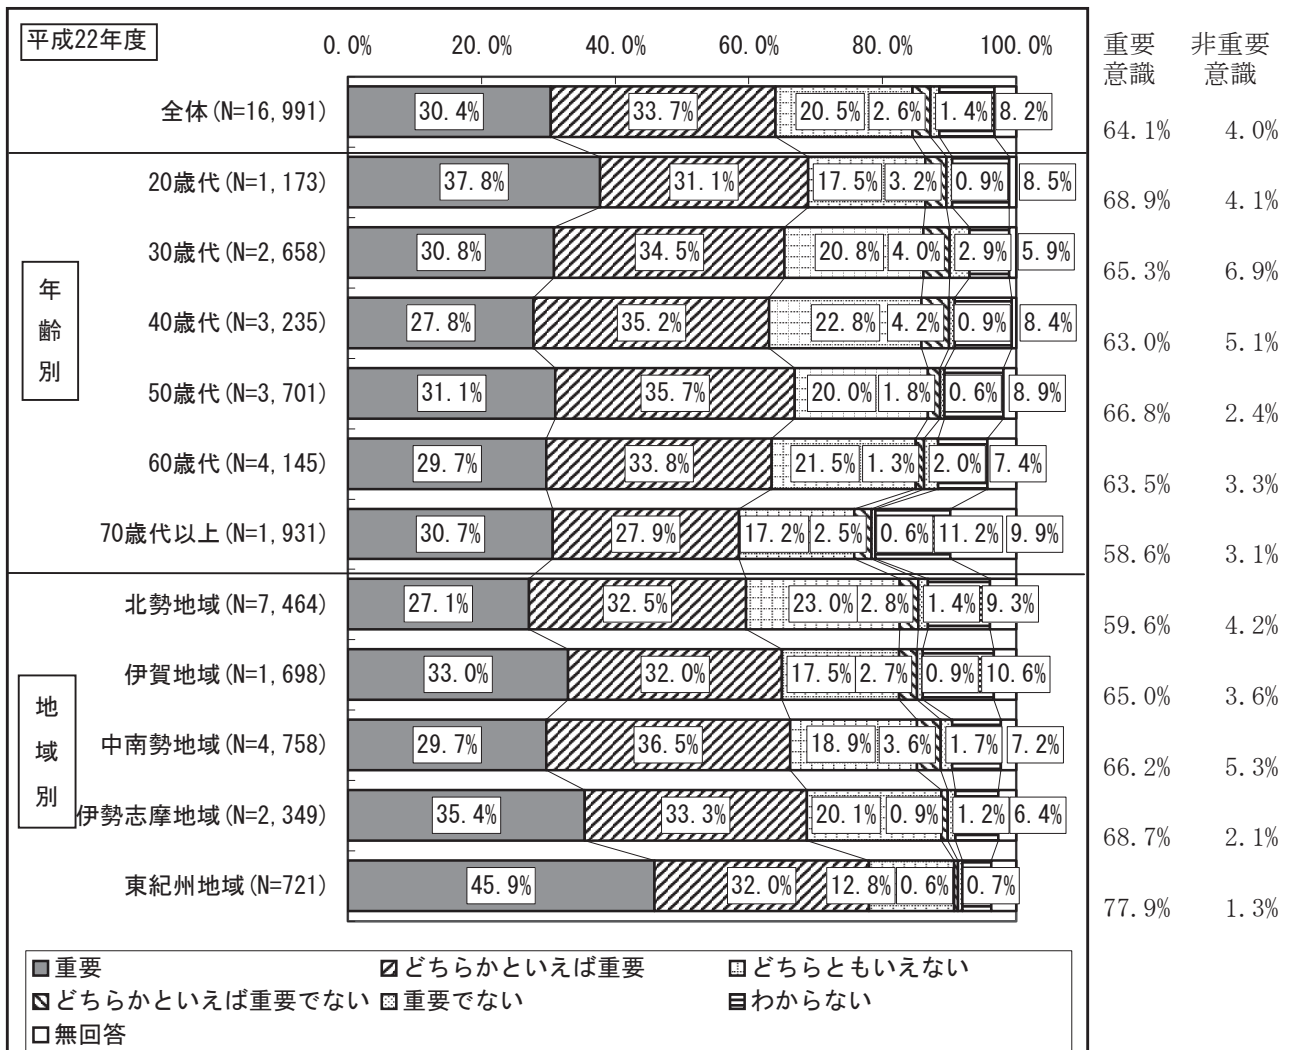 平成22年度
0.0% 20.0% 40.0% 60.0% 80.0% 100.0%
重要意識 非重要意識
全体(N=16,991) 30.4% 33.7% 20.5% 2.6% 1.4% 8.2% 64.1% 4.0%
年齢別
20歳代(N=1,173) 37.8% 31.1% 17.5% 3.2% 0.9% 8.5% 68.9% 4.1%
30歳代(N=2,658) 30.8% 34.5% 20.8% 4.0% 2.9% 5.9% 65.3% 6.9%
40歳代(N=3,235) 27.8% 35.2% 22.8% 4.2% 0.9% 8.4% 63.0% 5.1%
50歳代(N=3,701) 31.1% 35.7% 20.0% 1.8% 0.6% 8.9% 66.8% 2.4%
60歳代(N=4,145) 29.7% 33.8% 21.5% 1.3% 2.0% 7.4% 63.5% 3.3%
70歳代以上(N=1,931) 30.7% 27.9% 17.2% 2.5% 0.6% 11.2% 9.9% 58.6% 3.1%
地域別
北勢地域(N=7,464) 27.1% 32.5% 23.0% 2.8% 1.4% 9.3% 59.6% 4.2%
伊賀地域(N=1,698) 33.0% 32.0% 17.5% 2.7% 0.9% 10.6% 65.0% 3.6%
中南勢地域(N=4,758) 29.7% 36.5% 18.9% 3.6% 1.7% 7.2% 66.2% 5.3%
伊勢志摩地域(N=2,349) 35.4% 33.3% 20.1% 0.9% 1.2% 6.4% 68.7% 2.1%
東紀州地域(N=721) 45.9% 32.0% 12.8% 0.6% 0.7% 77.9% 1.3%
重要 どちらかといえば重要 どちらともいえない
どちらかといえば重要でない 重要でない わからない
無回答